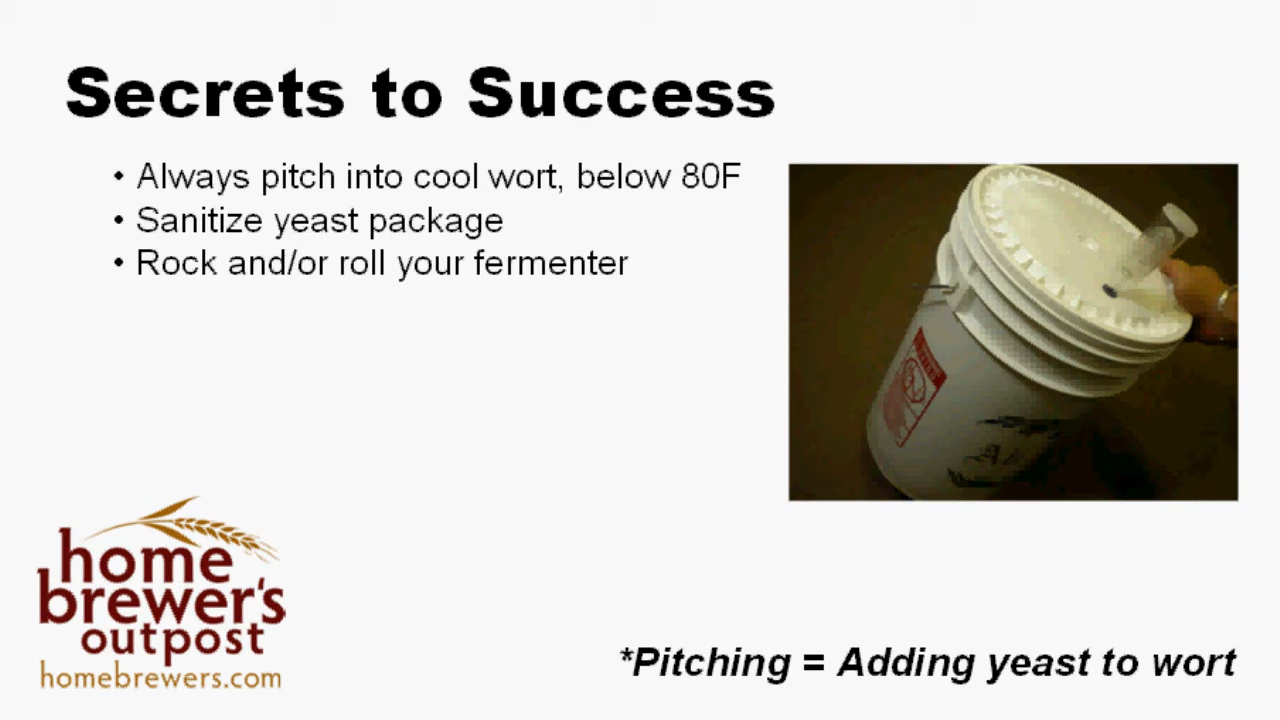 Secrets to Success
• Always pitch into cool wort, below 80F
• Sanitize yeast package
• Rock and/or roll your fermenter
home
brewer's
outpost
homebrewers.com
*Pitching = Adding yeast to wort